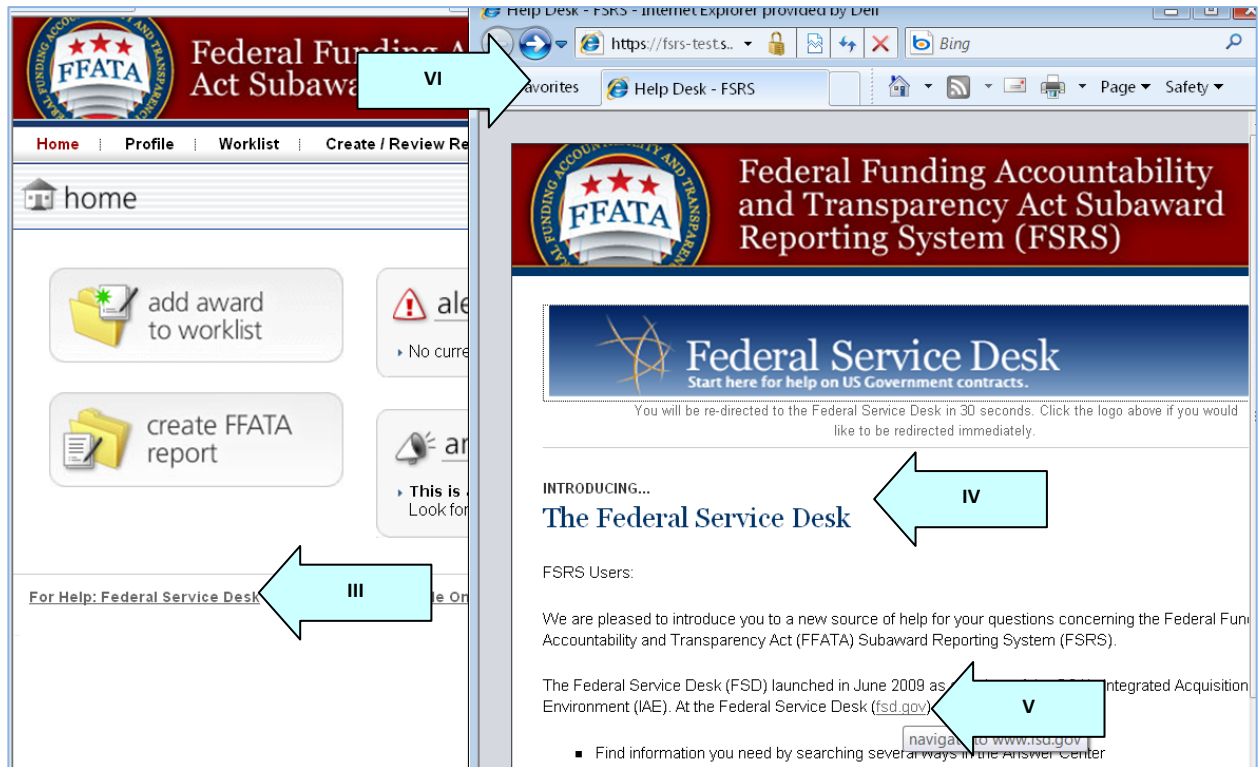 FFATA
Federal Funding A
Act Subawa
Home | Profile | Worklist | Create / Review Re
home
add award
to worklist
create FFATA
report
ale
No curre
an
This is
Look for
For Help: Federal Service Desk
III
le On
VI
Help Desk - FSRS - Internet Explorer provided by Dell
https://fsrs-test.s..
Bing
avorites
Help Desk - FSRS
Page
Safety
FFATA
Federal Funding Accountability
and Transparency Act Subaward
Reporting System (FSRS)
Federal Service Desk
Start here for help on US Government contracts.
You will be re-directed to the Federal Service Desk in 30 seconds. Click the logo above if you would
like to be redirected immediately.
INTRODUCING...
The Federal Service Desk
IV
FSRS Users:
We are pleased to introduce you to a new source of help for your questions concerning the Federal Fun
Accountability and Transparency Act (FFATA) Subaward Reporting System (FSRS).
The Federal Service Desk (FSD) launched in June 2009 as Integrated Acquisition
Environment (IAE). At the Federal Service Desk (fsd.gov)
V
navigat to www.fsd.gov
Find information you need by searching several ways in the Answer Center